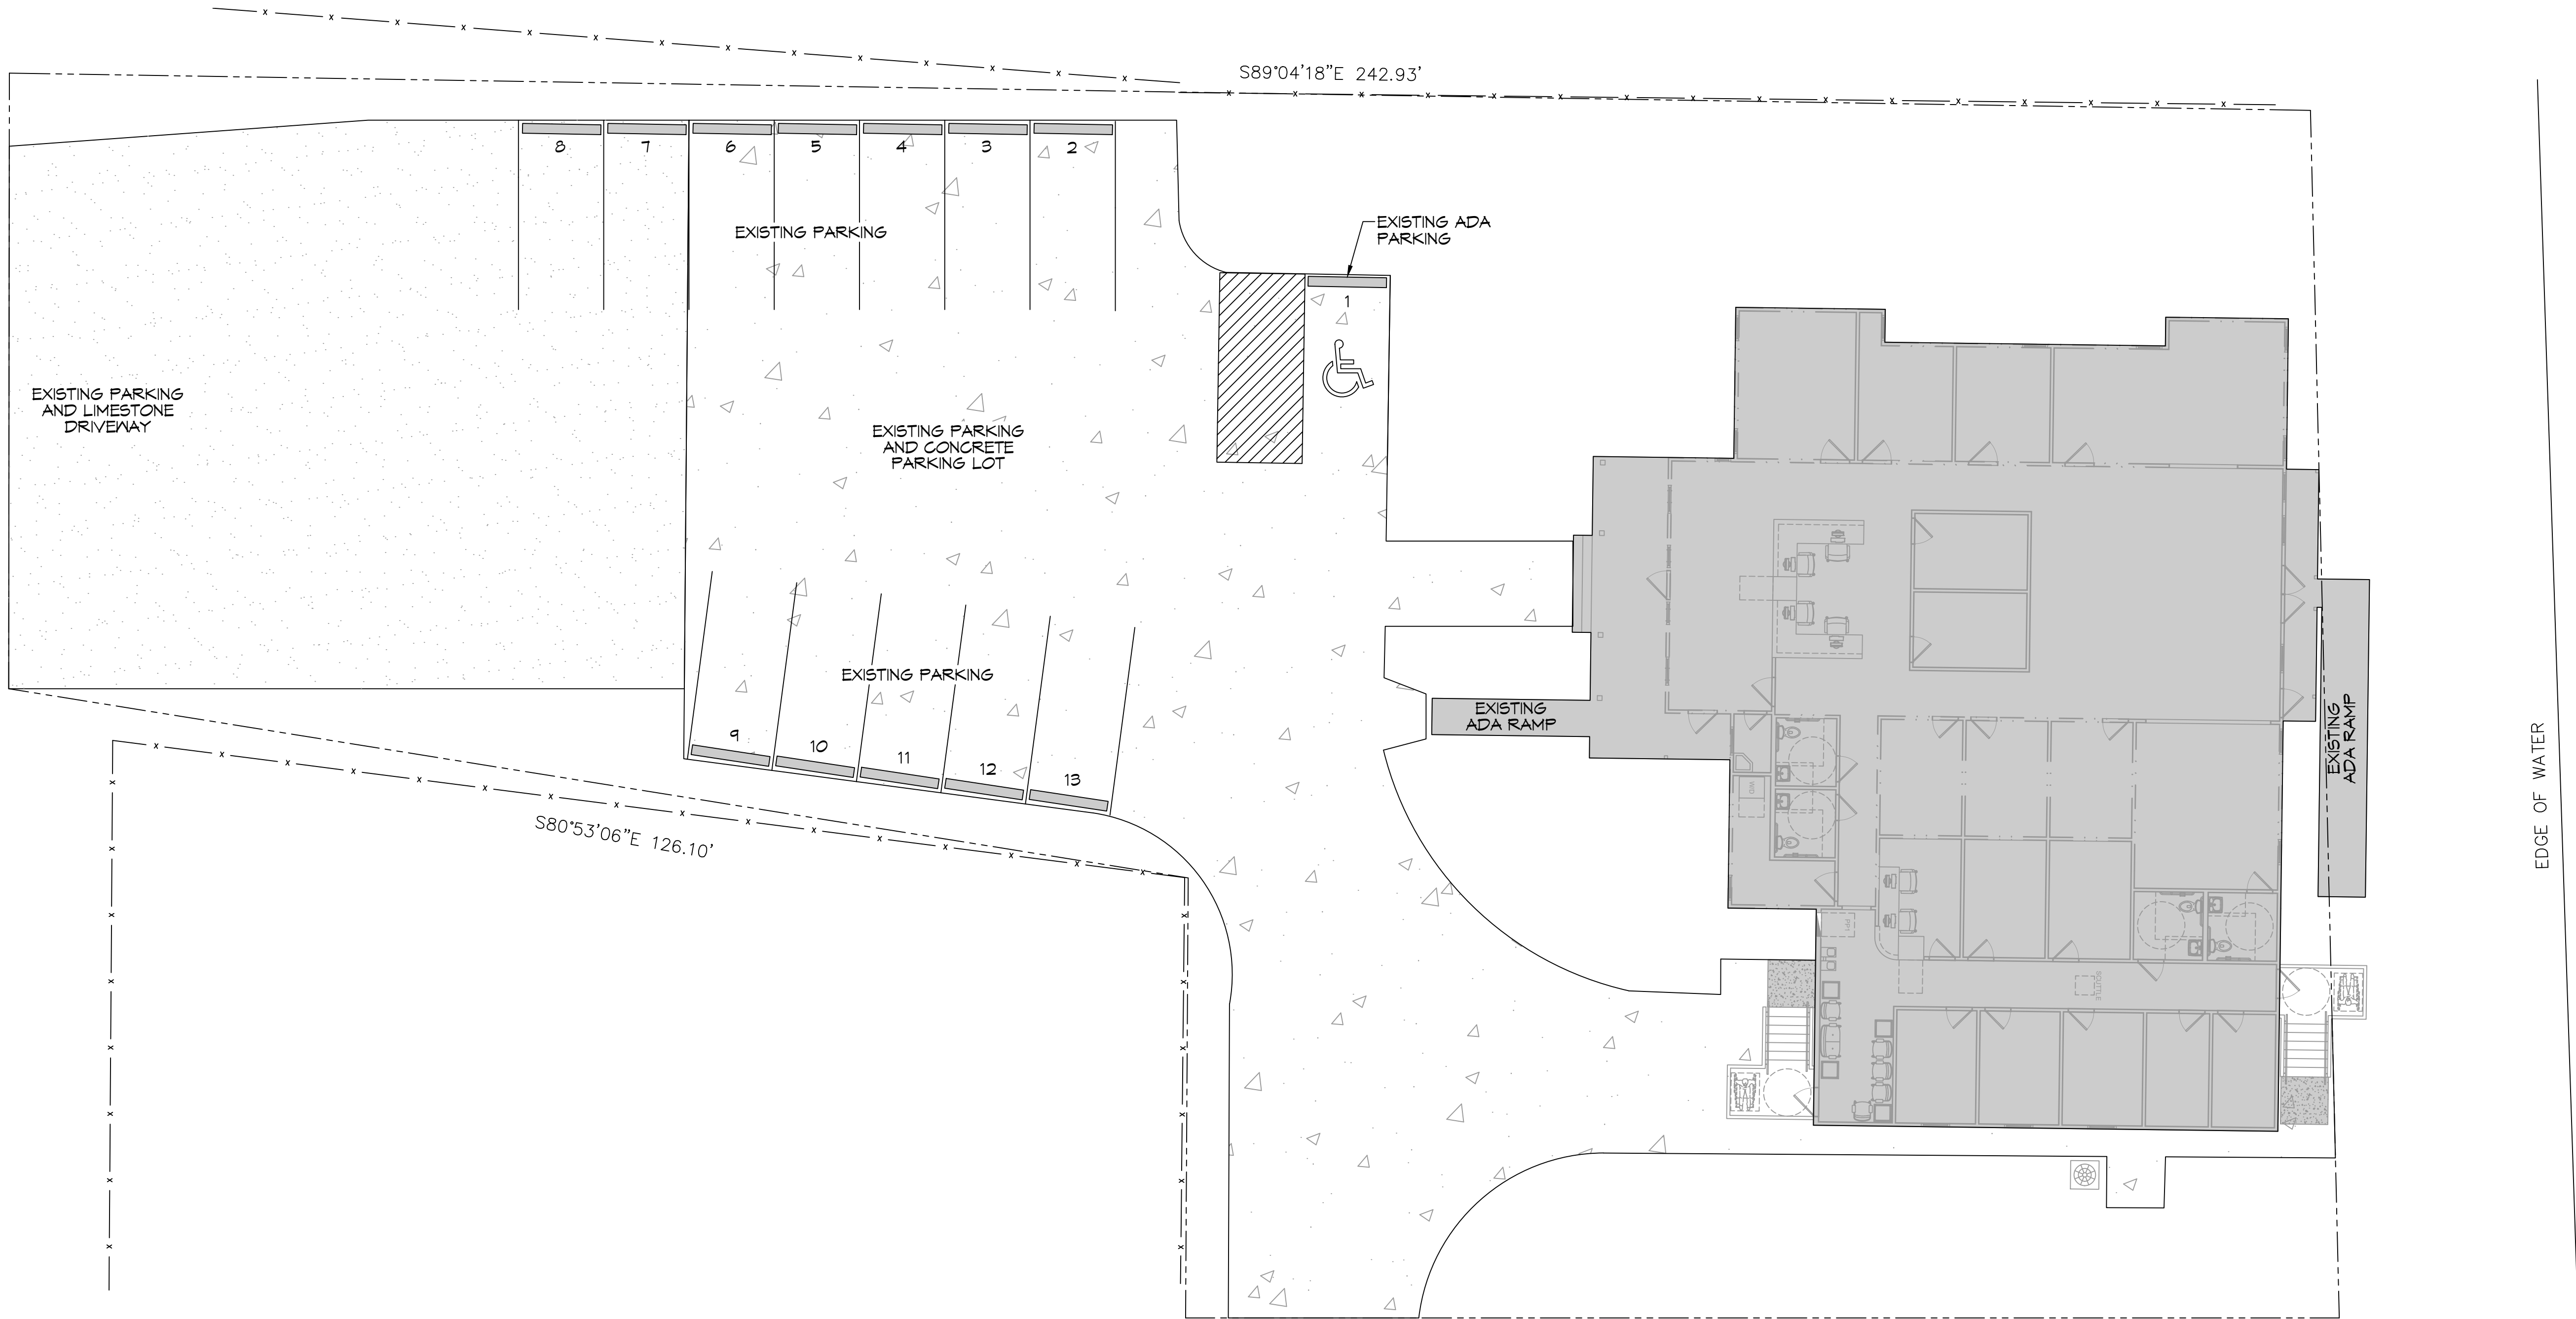 S89°04'18"E 242.93'
8
7
6
5
4
3
2
EXISTING PARKING
EXISTING ADA
PARKING
1
EXISTING PARKING
AND LIMESTONE
DRIVEWAY
EXISTING PARKING
AND CONCRETE
PARKING LOT
EXISTING PARKING
9
10
11
12
13
EXISTING
ADA RAMP
EXISTING
ADA RAMP
EDGE OF WATER
S80°53'06"E 126.10'
WD
SCUTTLE